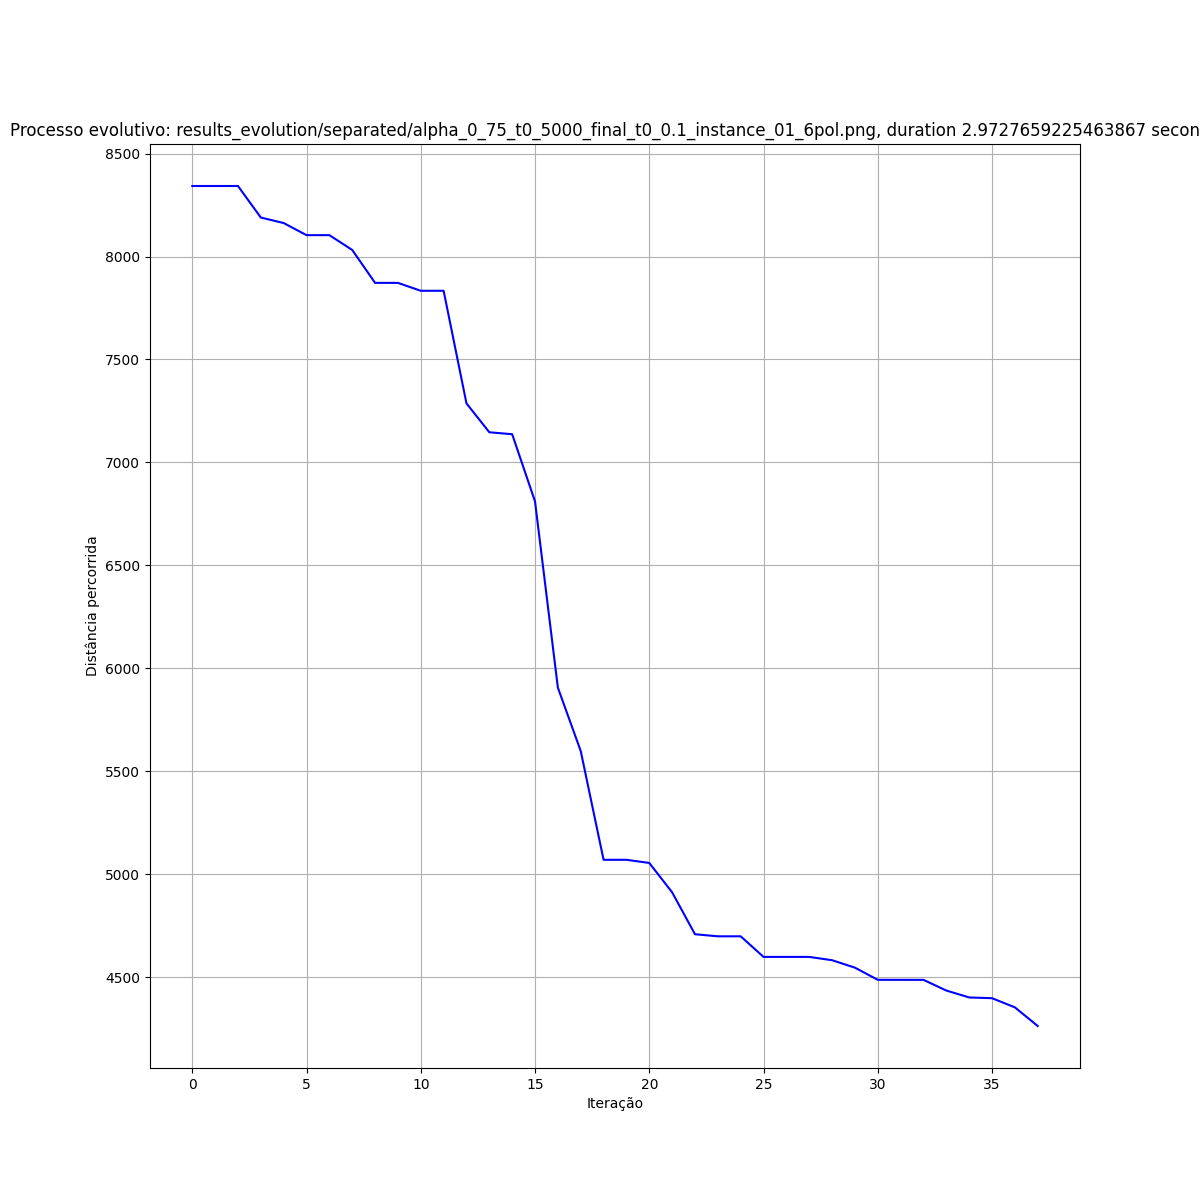 Processo evolutivo: results_evolution/separated/alpha_0_75_t0_5000_final_t0_0.1_instance_01_6pol.png, duration 2.9727659225463867 secon
8500
8000
7500
7000
6500
6000
5500
5000
4500
Distância percorrida
0 5 10 15 20 25 30 35
Iteração